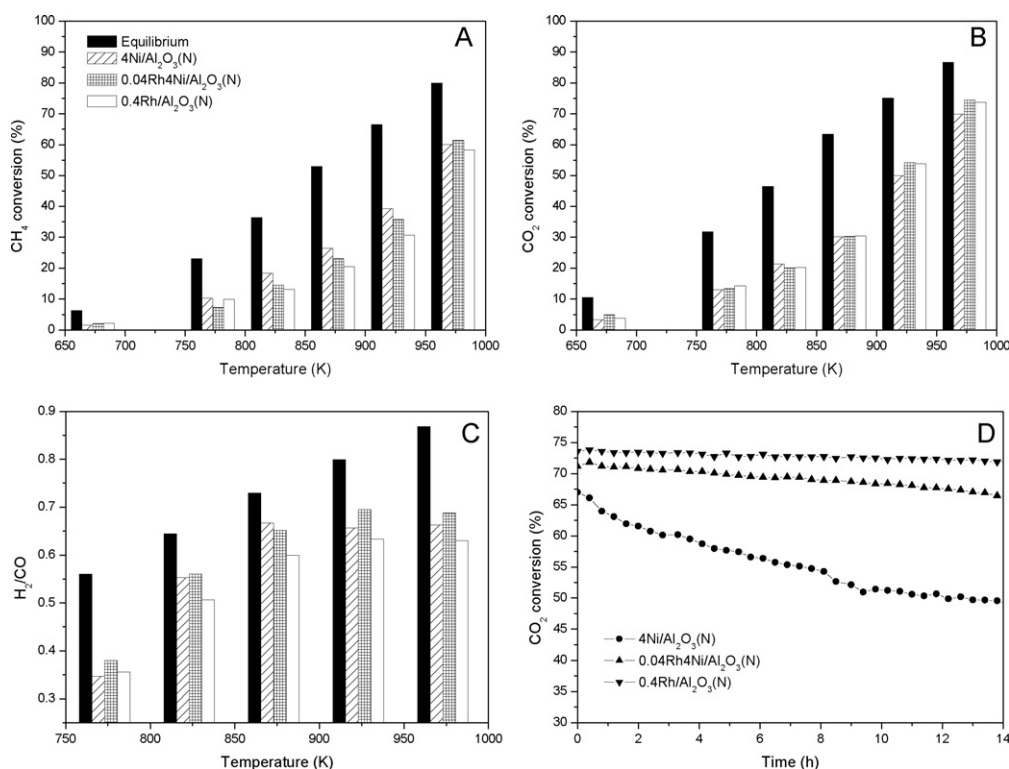 A
Equilibrium
4Ni/Al₂O₃(N)
0.04Rh4Ni/Al₂O₃(N)
0.4Rh/Al₂O₃(N)
CH₄ conversion (%)
100
90
80
70
60
50
40
30
20
10
0
650 700 750 800 850 900 950 1000
Temperature (K)
B
CO₂ conversion (%)
100
90
80
70
60
50
40
30
20
10
0
650 700 750 800 850 900 950 1000
Temperature (K)
C
H₂/CO
0.9
0.8
0.7
0.6
0.5
0.4
0.3
750 800 850 900 950 1000
Temperature (K)
D
CO₂ conversion (%)
80
75
70
65
60
55
50
45
40
35
30
4Ni/Al₂O₃(N)
0.04Rh4Ni/Al₂O₃(N)
0.4Rh/Al₂O₃(N)
0 2 4 6 8 10 12 14
Time (h)